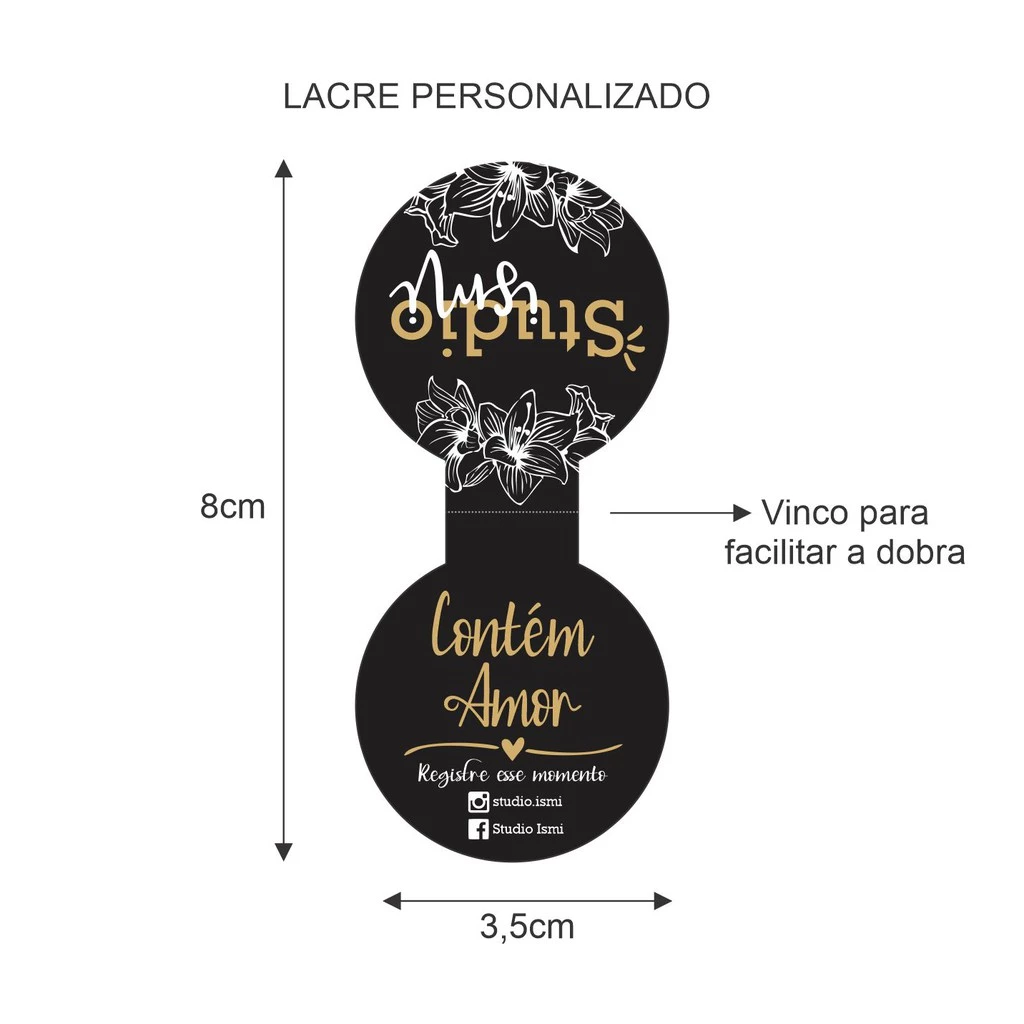 LACRE PERSONALIZADO
Studio
ismi
8cm
Vinco para
facilitar a dobra
Contém
Amor
Registre esse momento
studio.ismi
Studio Ismi
3,5cm